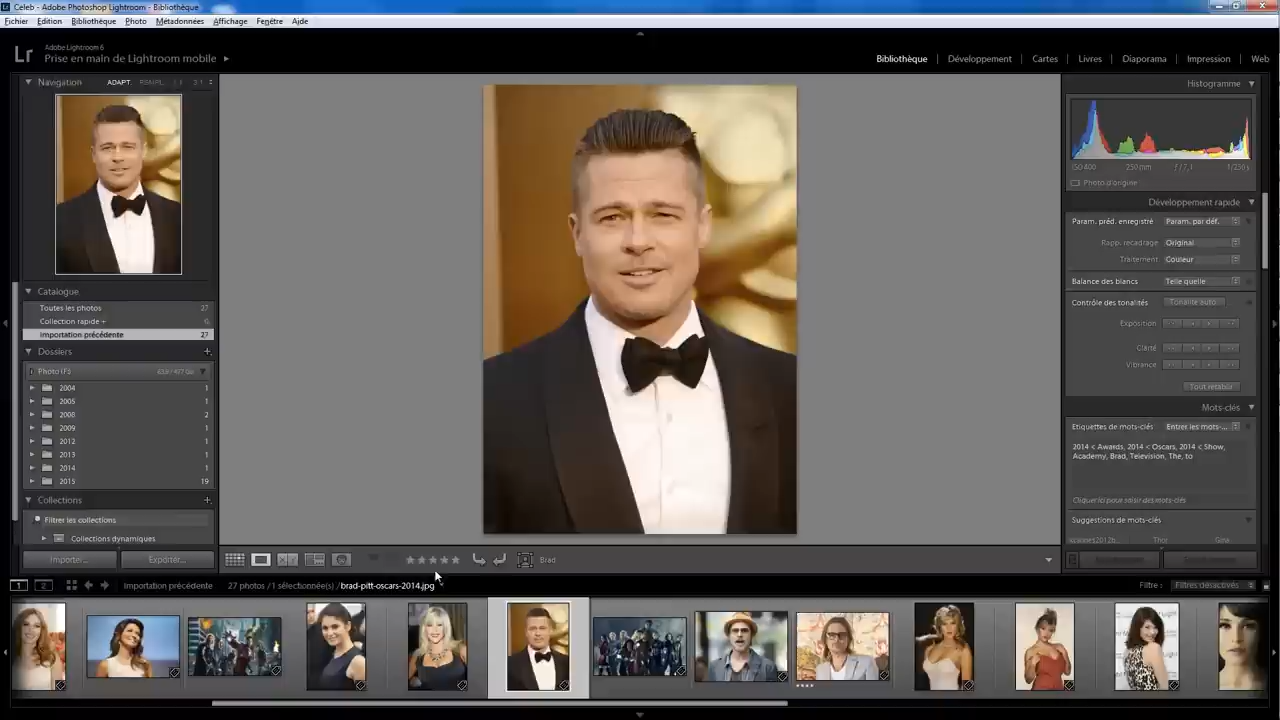 Celeb - Adobe Photoshop Lightroom - Bibliothèque
Fichier Edition Bibliothèque Photo Métadonnées Affichage Fenêtre Aide
Lr
Adobe Lightroom 6
Prise en main de Lightroom mobile
Bibliothèque Développement Cartes Livres Diaporama Impression Web
Navigation ADAPT.
Catalogue
Toutes les photos 27
Collection rapide +
Importation précédente 27
Dossiers +
2004 1
2005 1
2008 2
2009 1
2012 1
2013 1
2014 1
2015 19
Collections +
Filtrer les collections
Collections dynamiques
Importer... Exporter...
Brad
Histogramme
ISO 400 250 mm
Photo d'origine
Développement rapide
Param. préd. enregistré Param. par déf.
Rapp. recadrage Original
Traitement Couleur
Balance des blancs Telle quelle
Contrôle des tonalités Tonalité auto
Exposition
Clarté
Vibrance
Tout rétablir
Mots-clés
Etiquettes de mots-clés Entrer les mots-...
2014 < Awards, 2014 < Oscars, 2014 < Show,
Academy, Brad, Television, The, to
Cliquer ici pour saisir des mots-clés
Suggestions de mots-clés
1 2 Importation précédente 27 photos /1 sélectionnée(s) /brad-pitt-oscars-2014.jpg
Filtre : Filtres désactivés